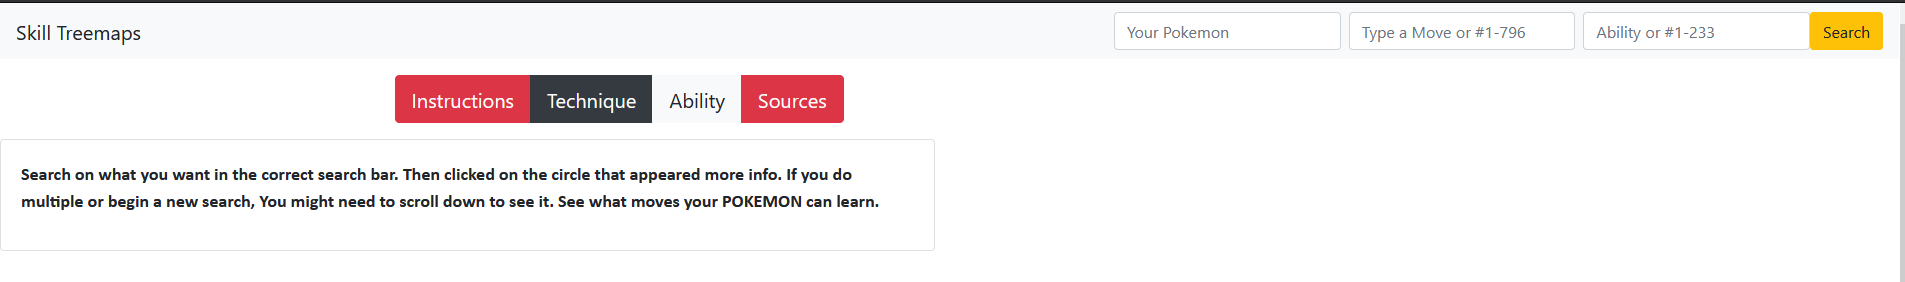 Skill Treemaps
Your Pokemon
Type a Move or #1-796
Ability or #1-233
Search
Instructions
Technique
Ability
Sources
Search on what you want in the correct search bar. Then clicked on the circle that appeared more info. If you do
multiple or begin a new search, You might need to scroll down to see it. See what moves your POKEMON can learn.